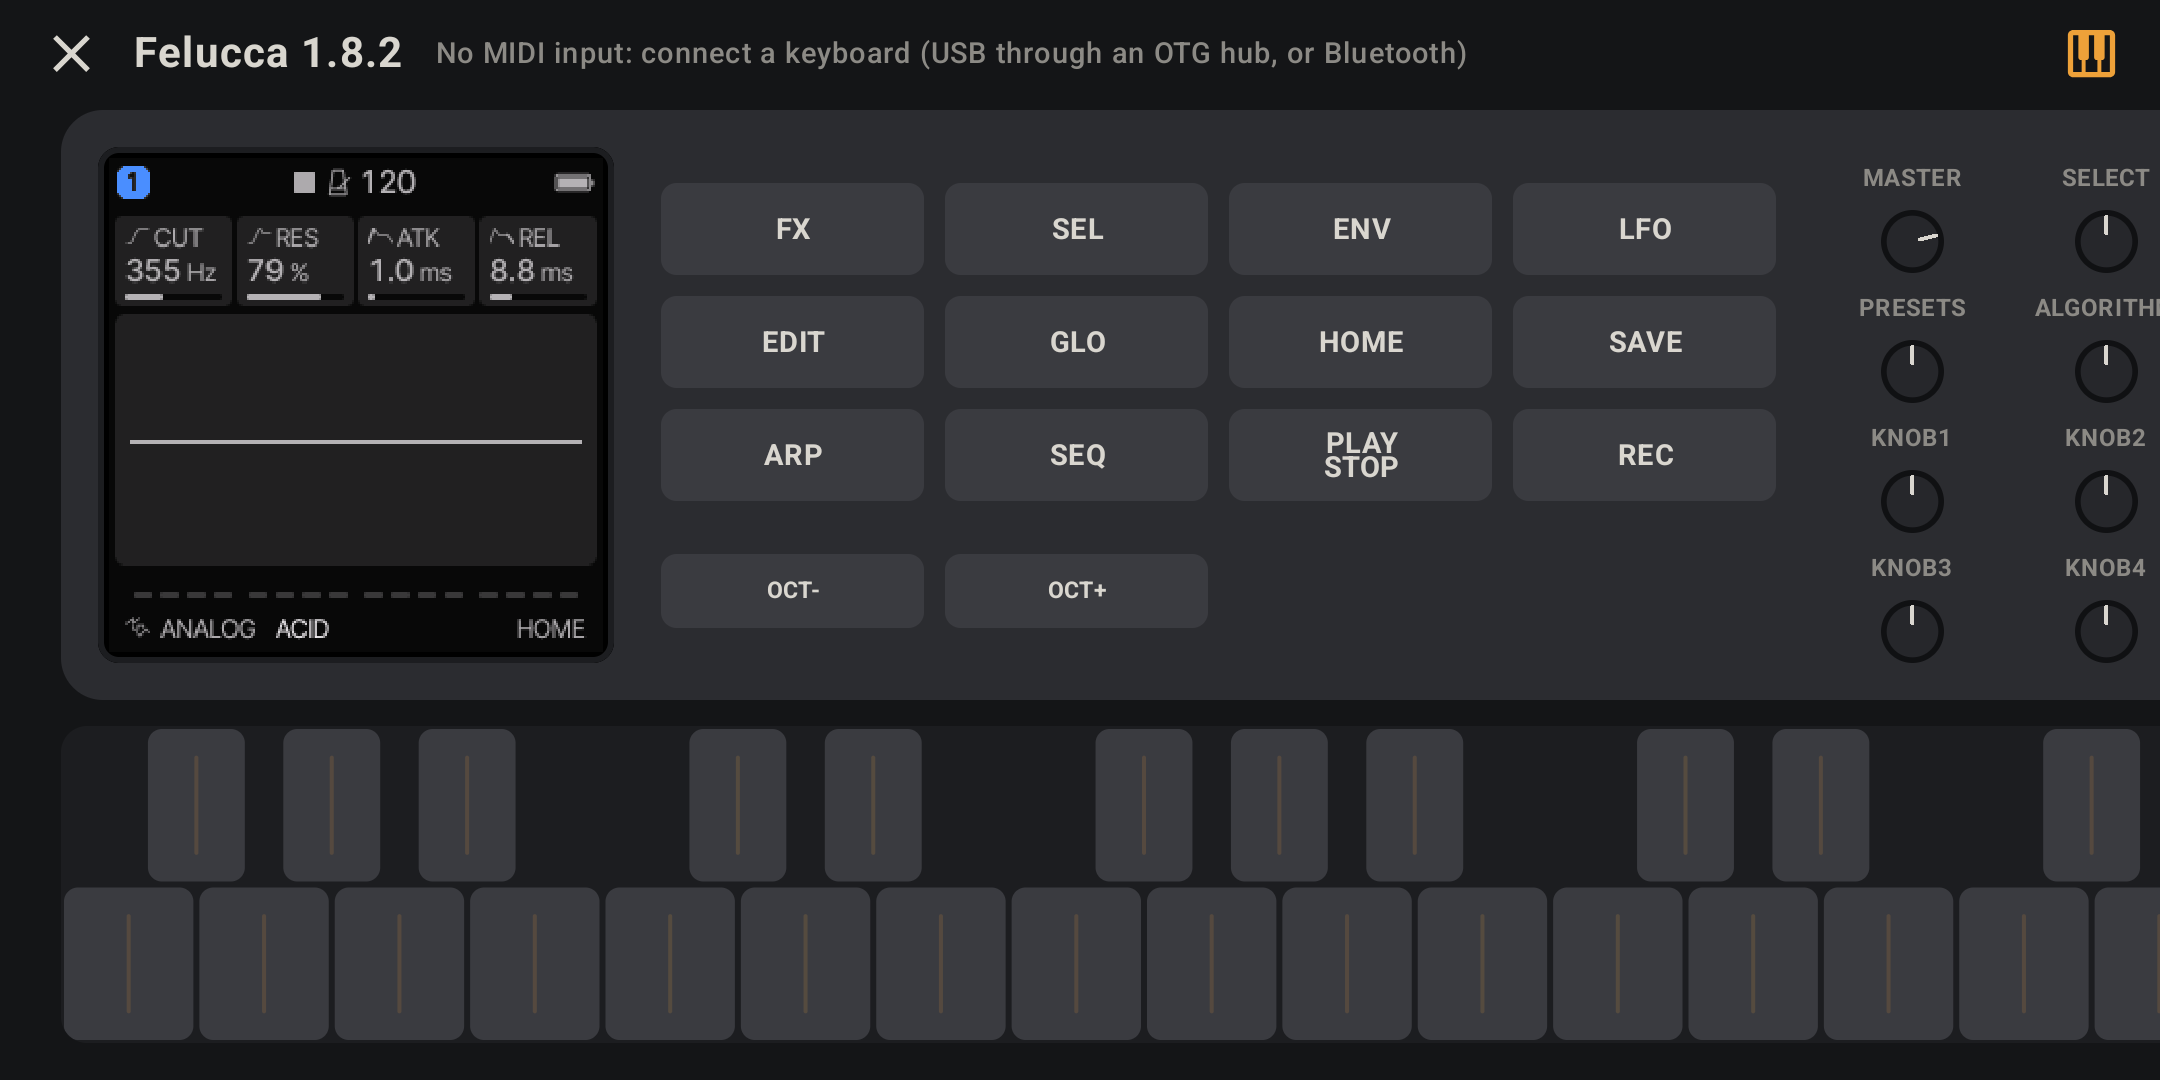 Felucca 1.8.2 No MIDI input: connect a keyboard (USB through an OTG hub, or Bluetooth)
1 120
CUT RES ATK REL
355 Hz 79 % 1.0 ms 8.8 ms
ANALOG ACID HOME
FX SEL ENV LFO
EDIT GLO HOME SAVE
ARP SEQ PLAY STOP REC
OCT- OCT+
MASTER SELECT
PRESETS ALGORITH
KNOB1 KNOB2
KNOB3 KNOB4